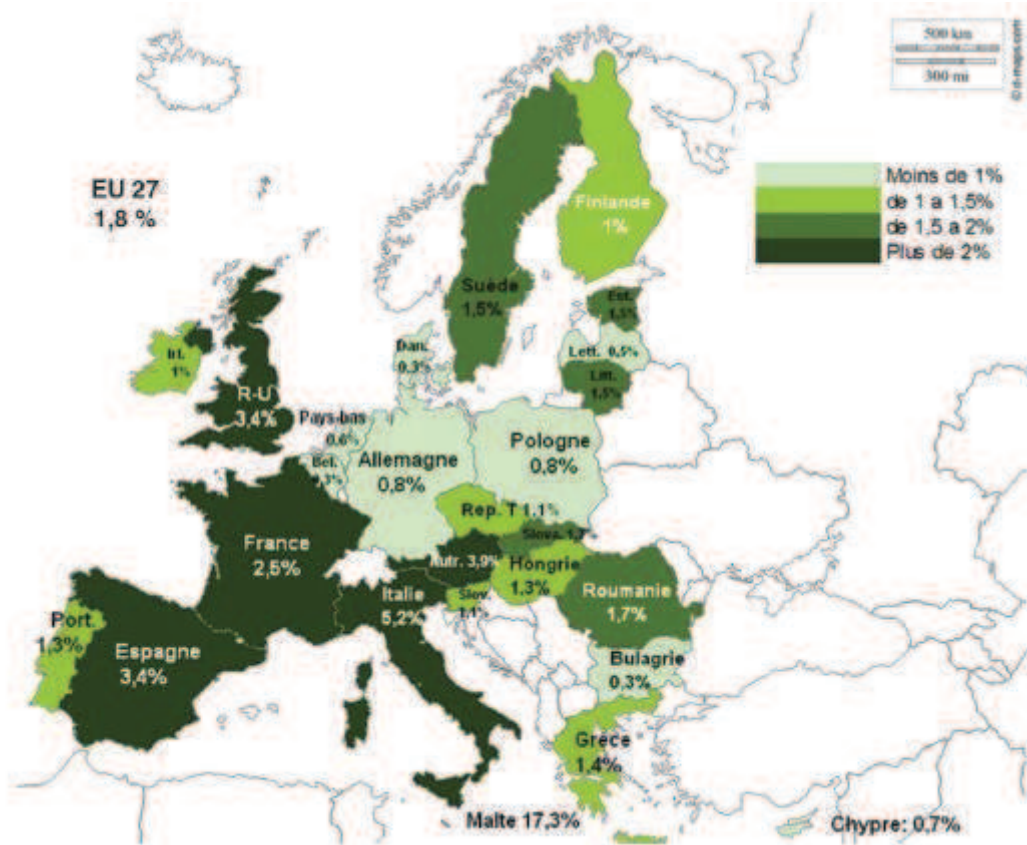 500 km
300 mi
© d-maps.com
EU 27
1,8 %
Moins de 1%
de 1 a 1,5%
de 1,5 a 2%
Plus de 2%
Finlande
1%
Suède
1,5%
Est.
1,5%
Lett. 0,5%
Litt.
1,5%
Dan.
0,3%
Irl.
1%
R-U
3,4%
Pays-bas
0,6%
Bel.
Allemagne
0,8%
Pologne
0,8%
Rep. T 1,1%
Slova.
Autr. 3,9%
Hongrie
1,3%
France
2,5%
Italie
5,2%
Slov.
1,1%
Roumanie
1,7%
Port.
1,3%
Espagne
3,4%
Bulagrie
0,3%
Grèce
1,4%
Malte 17,3%
Chypre: 0,7%